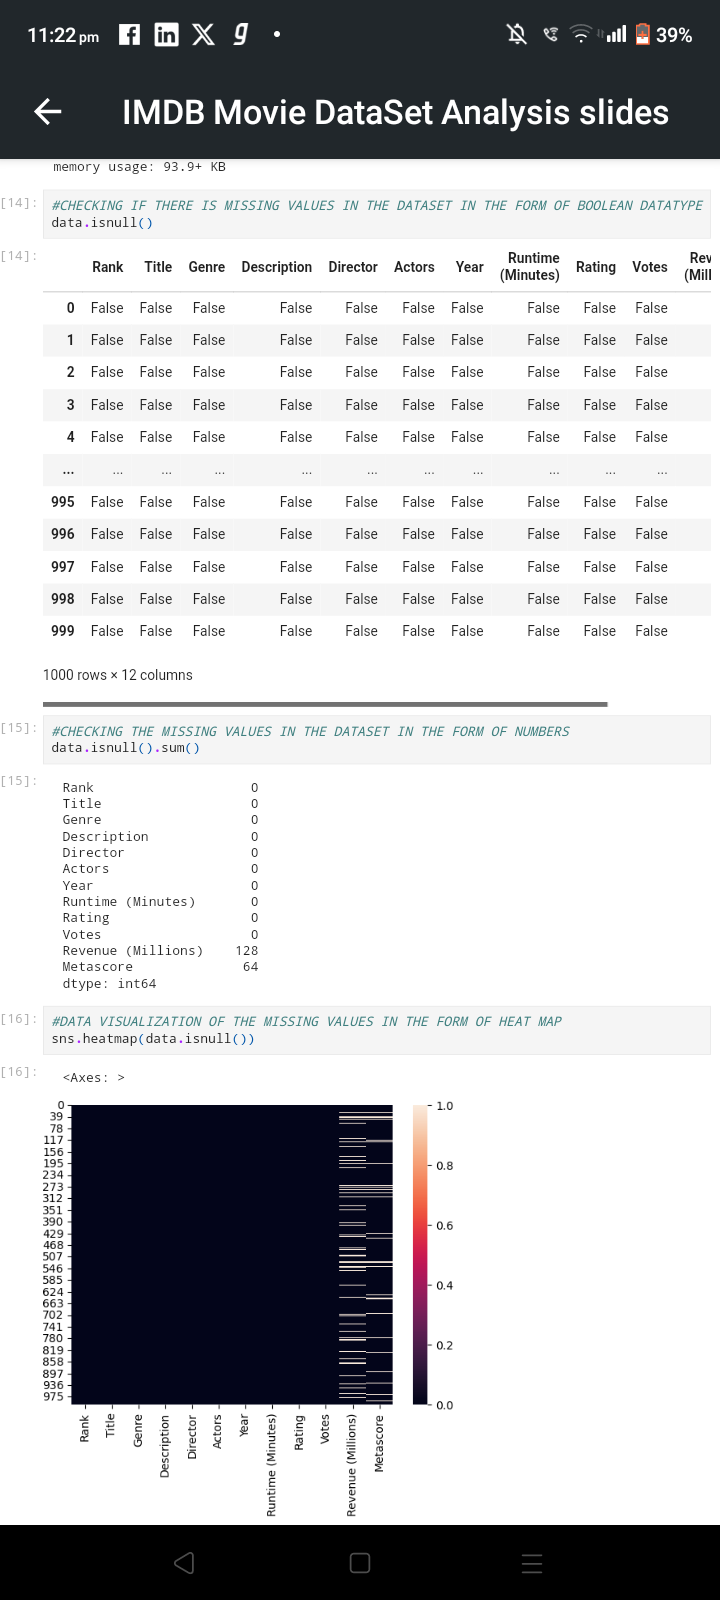 11:22 pm
39%
IMDB Movie DataSet Analysis slides
memory usage: 93.9+ KB
[14]: #CHECKING IF THERE IS MISSING VALUES IN THE DATASET IN THE FORM OF BOOLEAN DATATYPE
data.isnull()
[14]:
Rank Title Genre Description Director Actors Year Runtime (Minutes) Rating Votes Rev (Mill
0 False False False False False False False False False False
1 False False False False False False False False False False
2 False False False False False False False False False False
3 False False False False False False False False False False
4 False False False False False False False False False False
... ... ... ... ... ... ... ... ... ... ...
995 False False False False False False False False False False
996 False False False False False False False False False False
997 False False False False False False False False False False
998 False False False False False False False False False False
999 False False False False False False False False False False
1000 rows × 12 columns
[15]: #CHECKING THE MISSING VALUES IN THE DATASET IN THE FORM OF NUMBERS
data.isnull().sum()
[15]:
Rank 0
Title 0
Genre 0
Description 0
Director 0
Actors 0
Year 0
Runtime (Minutes) 0
Rating 0
Votes 0
Revenue (Millions) 128
Metascore 64
dtype: int64
[16]: #DATA VISUALIZATION OF THE MISSING VALUES IN THE FORM OF HEAT MAP
sns.heatmap(data.isnull())
[16]: <Axes: >
0
39
78
117
156
195
234
273
312
351
390
429
468
507
546
585
624
663
702
741
780
819
858
897
936
975
Rank
Title
Genre
Description
Director
Actors
Year
Runtime (Minutes)
Rating
Votes
Revenue (Millions)
Metascore
1.0
0.8
0.6
0.4
0.2
0.0